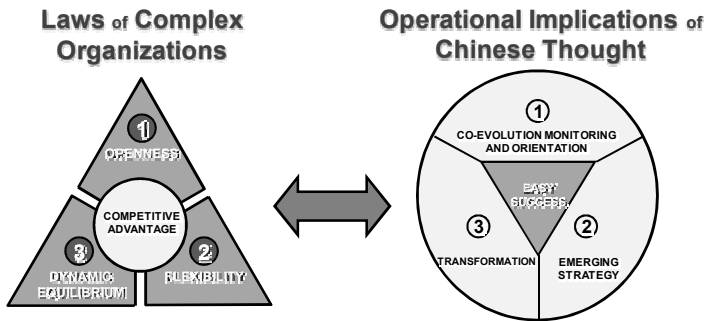 Laws of Complex
Organizations
1
OPENNESS
COMPETITIVE
ADVANTAGE
3
DYNAMIC
EQUILIBRIUM
2
FLEXIBILITY
Operational Implications of
Chinese Thought
1
CO-EVOLUTION MONITORING
AND ORIENTATION
EASY
SUCCESS
3
TRANSFORMATION
2
EMERGING
STRATEGY